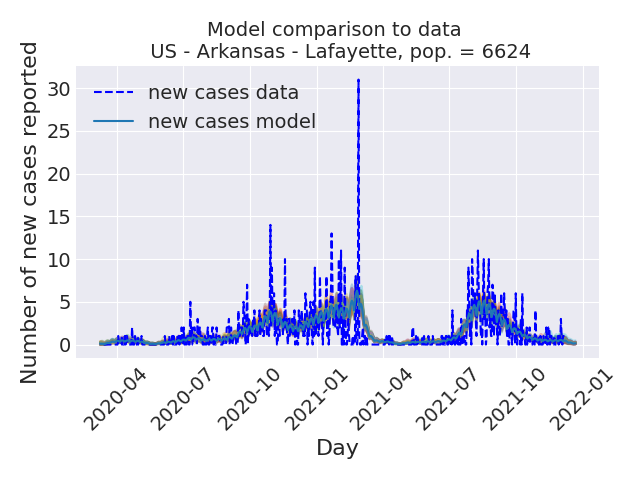 Model comparison to data
US - Arkansas - Lafayette, pop. = 6624
Number of new cases reported
30
25
20
15
10
5
0
new cases data
new cases model
2020-04
2020-07
2020-10
2021-01
2021-04
2021-07
2021-10
2022-01
Day